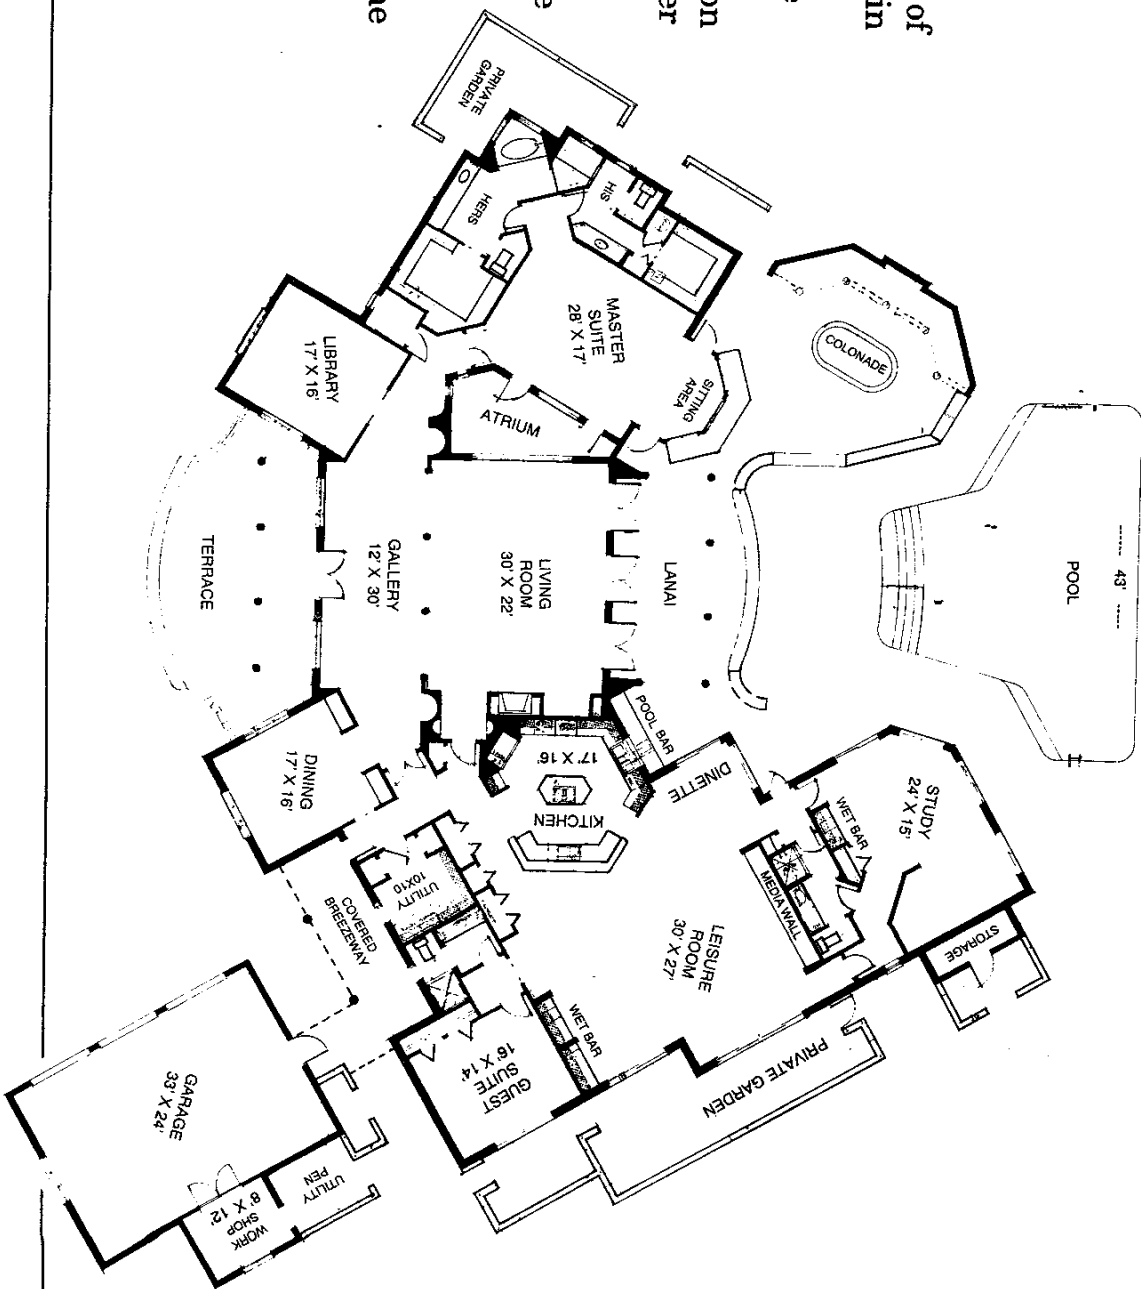 of
in
on
er
e
ne
PRIVATE
GARDEN
HERS
HIS
MASTER
SUITE
28' X 17'
SITTING
AREA
COLONADE
LIBRARY
17' X 16'
ATRIUM
TERRACE
GALLERY
12' X 30'
LIVING
ROOM
30' X 22'
LANAI
POOL
43'
POOL BAR
DINING
17' X 16'
17' X 16'
KITCHEN
DINETTE
WET BAR
STUDY
24' X 15'
MEDIA WALL
STORAGE
UTILITY
10X10
COVERED
BREEZEWAY
LEISURE
ROOM
30' X 27'
WET BAR
GUEST
SUITE
16' X 14'
PRIVATE GARDEN
GARAGE
33' X 24'
UTILITY
PEN
WORK
SHOP
8' X 12'